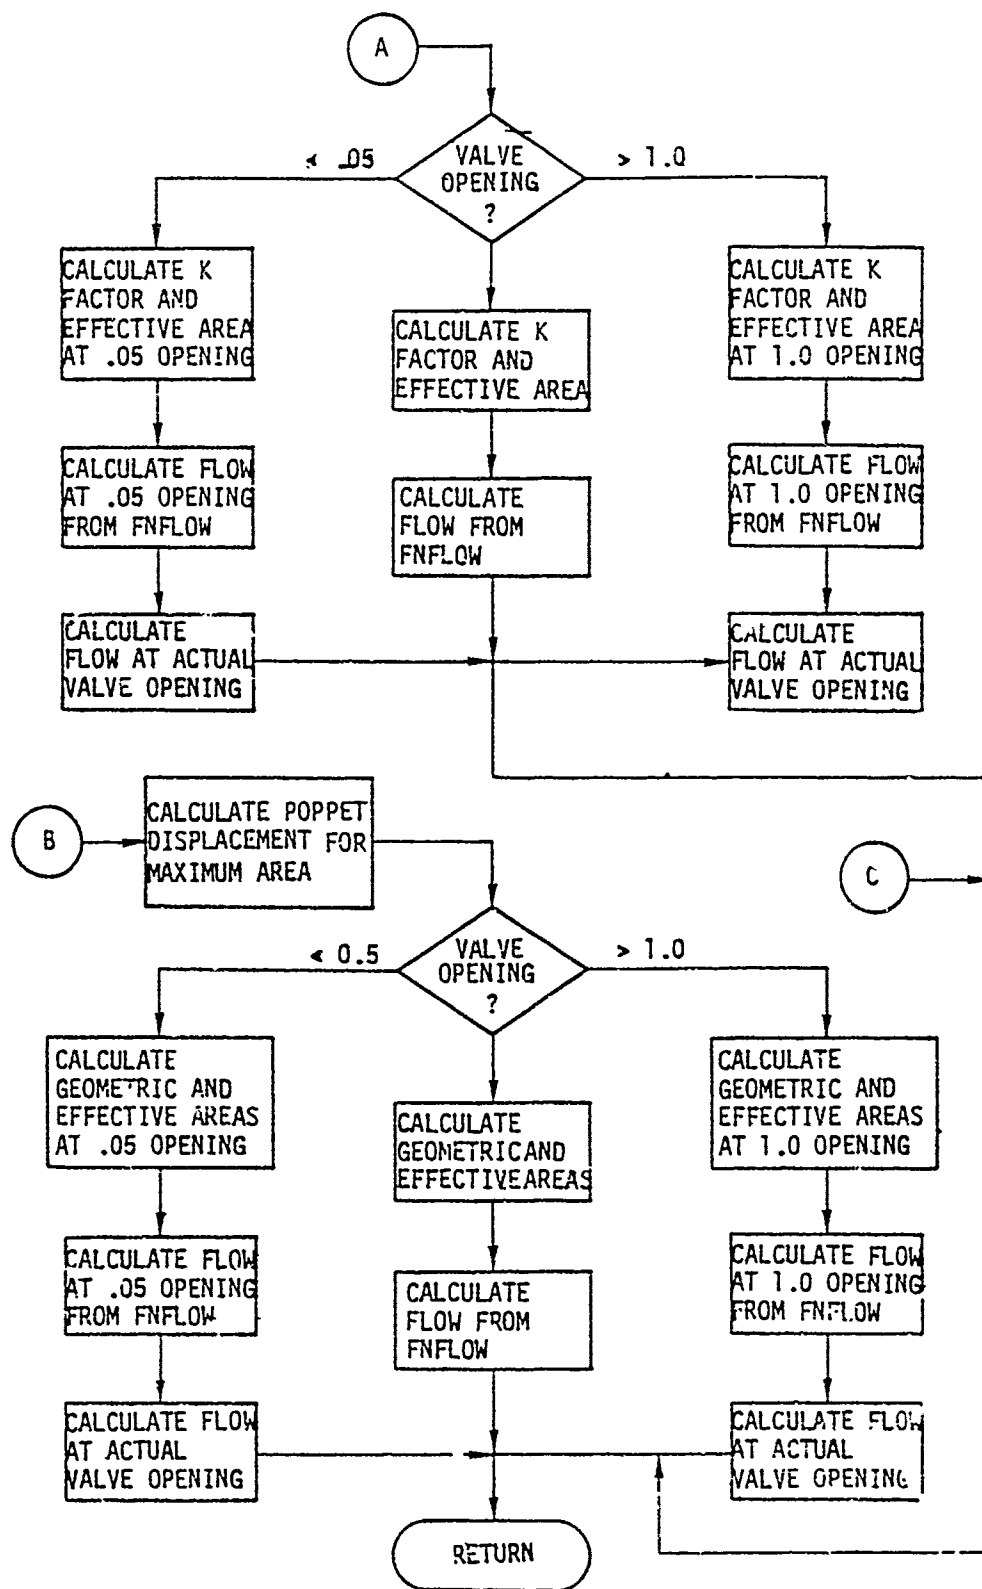 A
VALVE
OPENING
?
< .05
> 1.0
CALCULATE K
FACTOR AND
EFFECTIVE AREA
AT .05 OPENING
CALCULATE K
FACTOR AND
EFFECTIVE AREA
CALCULATE K
FACTOR AND
EFFECTIVE AREA
AT 1.0 OPENING
CALCULATE FLOW
AT .05 OPENING
FROM FNFLOW
CALCULATE
FLOW FROM
FNFLOW
CALCULATE FLOW
AT 1.0 OPENING
FROM FNFLOW
CALCULATE
FLOW AT ACTUAL
VALVE OPENING
CALCULATE
FLOW AT ACTUAL
VALVE OPENING
B
CALCULATE POPPET
DISPLACEMENT FOR
MAXIMUM AREA
C
VALVE
OPENING
?
< 0.5
> 1.0
CALCULATE
GEOMETRIC AND
EFFECTIVE AREAS
AT .05 OPENING
CALCULATE
GEOMETRIC AND
EFFECTIVE AREAS
CALCULATE
GEOMETRIC AND
EFFECTIVE AREAS
AT 1.0 OPENING
CALCULATE FLOW
AT .05 OPENING
FROM FNFLOW
CALCULATE
FLOW FROM
FNFLOW
CALCULATE FLOW
AT 1.0 OPENING
FROM FNFLOW
CALCULATE FLOW
AT ACTUAL
VALVE OPENING
CALCULATE FLOW
AT ACTUAL
VALVE OPENING
RETURN